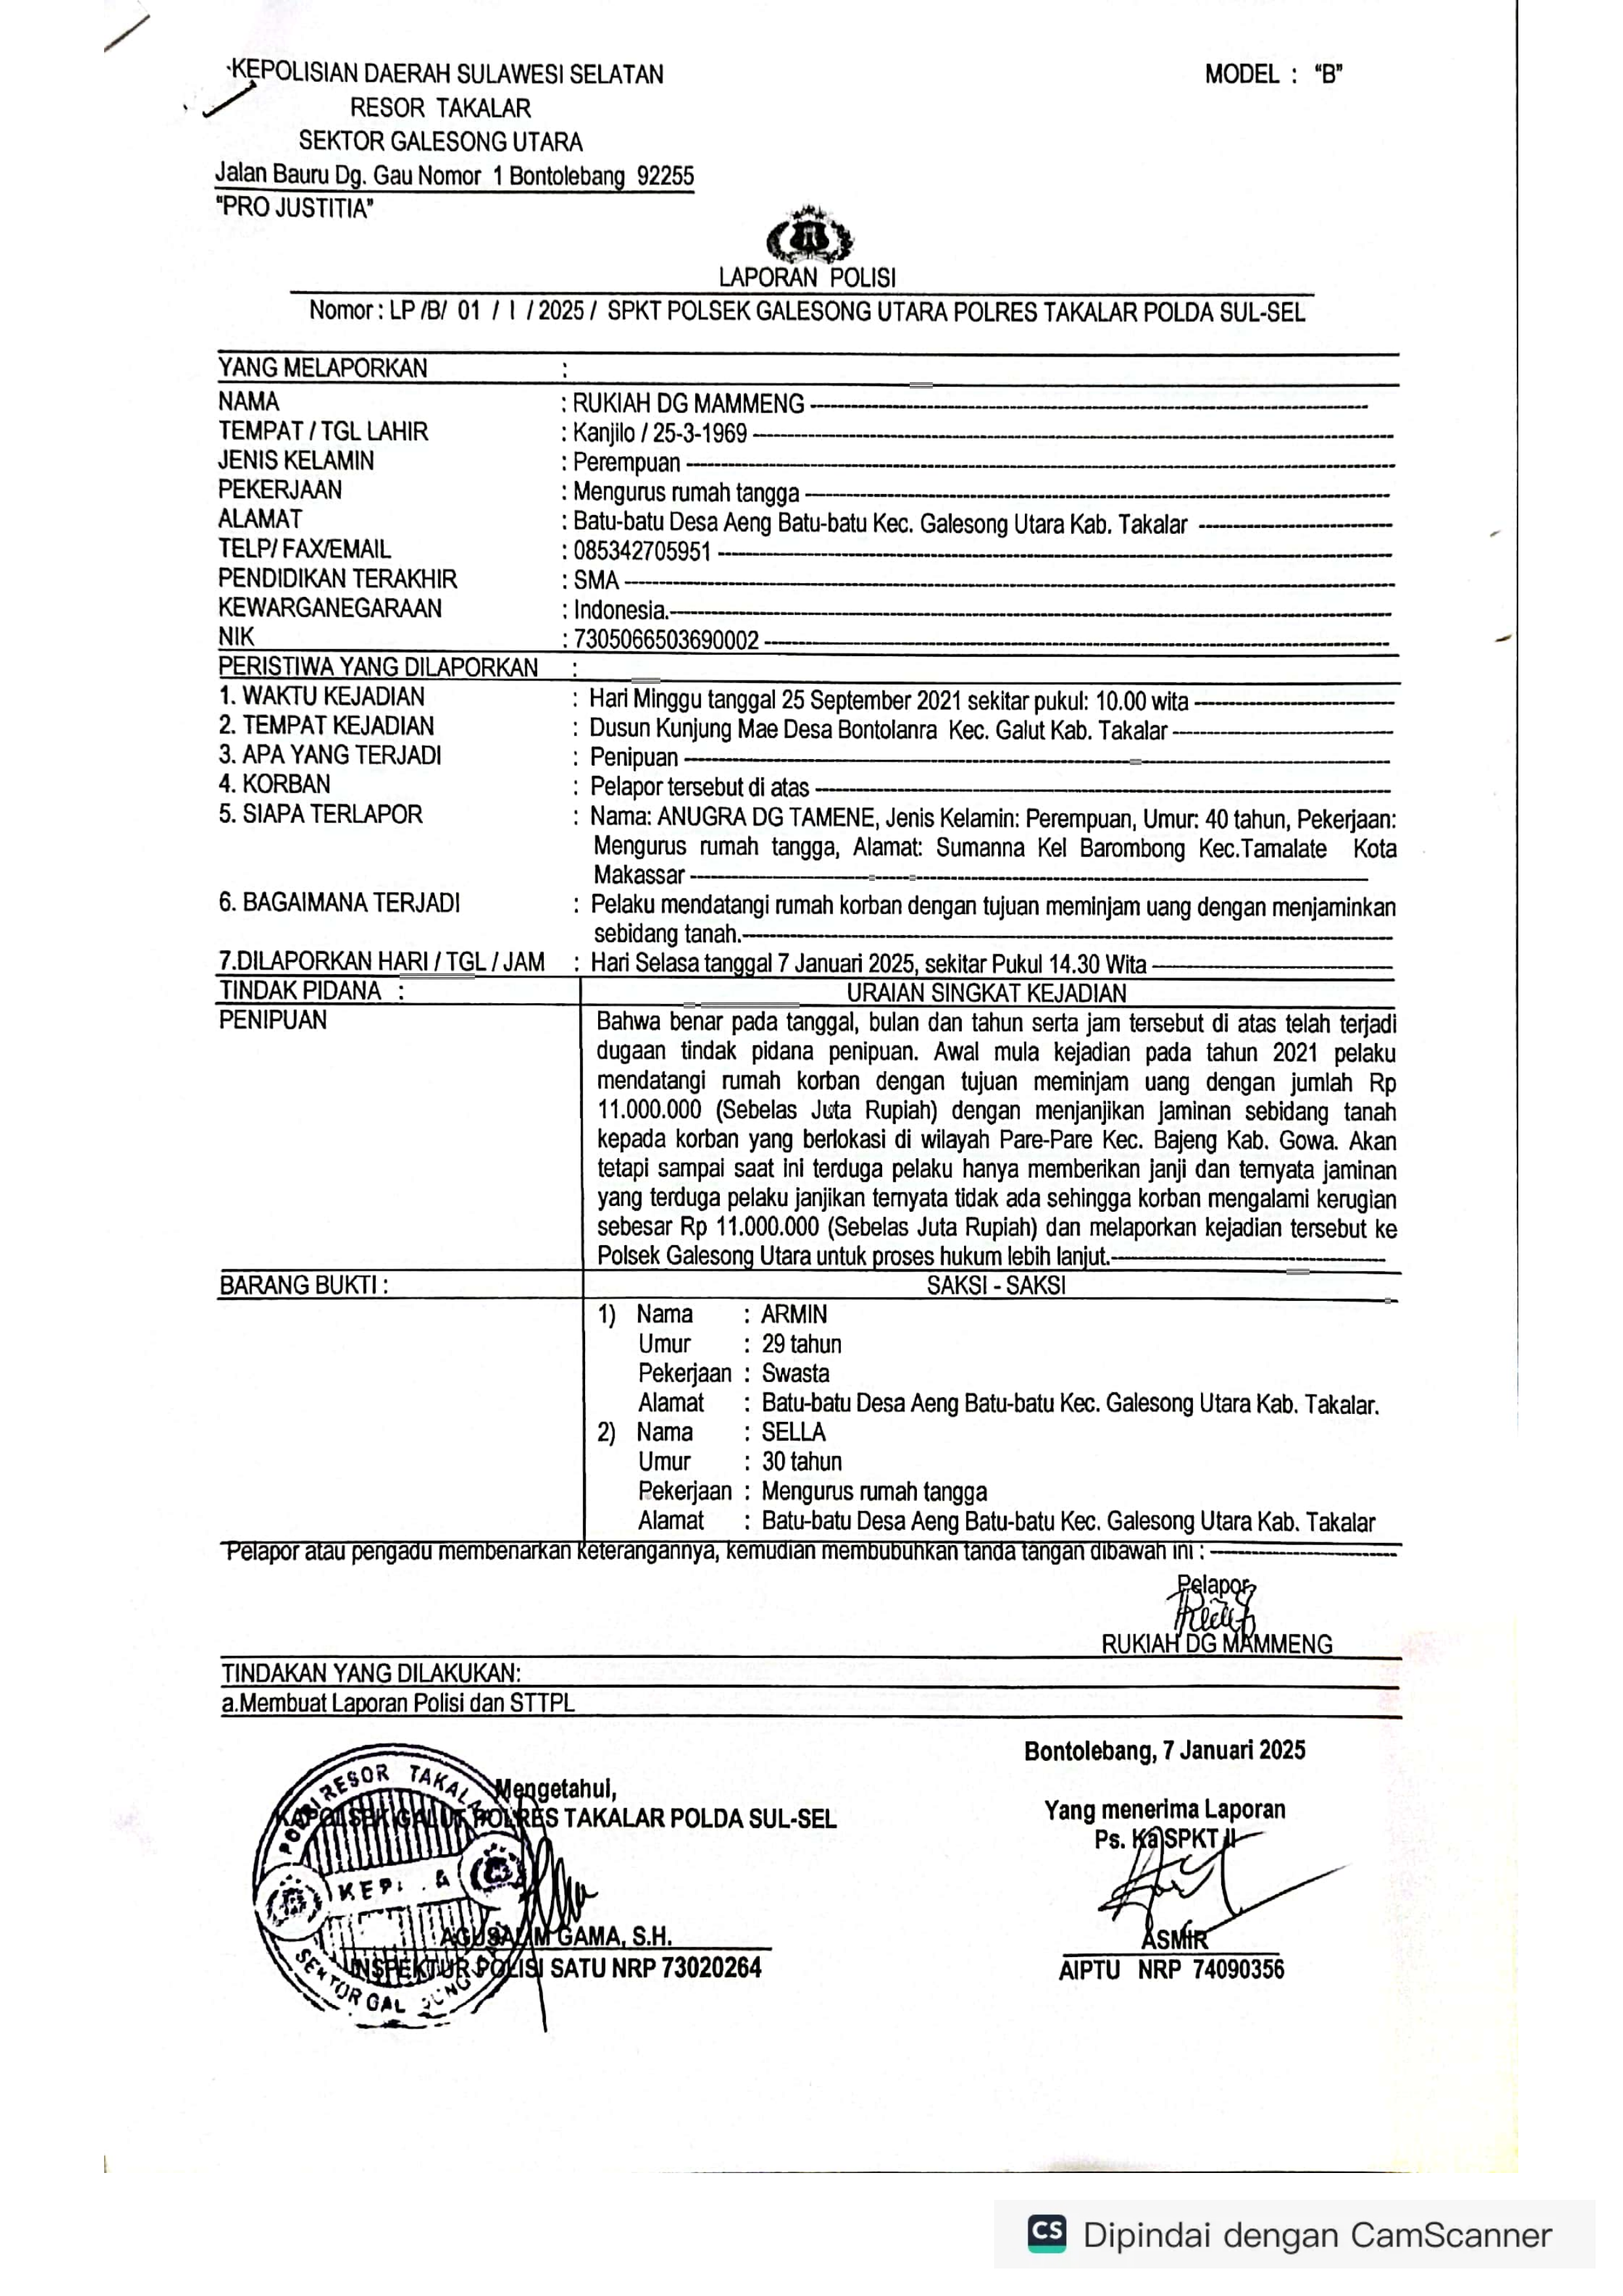 KEPOLISIAN DAERAH SULAWESI SELATAN
MODEL : “B”
RESOR TAKALAR
SEKTOR GALESONG UTARA
Jalan Bauru Dg. Gau Nomor 1 Bontolebang 92255
"PRO JUSTITIA"
LAPORAN POLISI
Nomor : LP /B/ 01 / I / 2025 / SPKT POLSEK GALESONG UTARA POLRES TAKALAR POLDA SUL-SEL
YANG MELAPORKAN :
NAMA : RUKIAH DG MAMMENG
TEMPAT / TGL LAHIR : Kanjilo / 25-3-1969
JENIS KELAMIN : Perempuan
PEKERJAAN : Mengurus rumah tangga
ALAMAT : Batu-batu Desa Aeng Batu-batu Kec. Galesong Utara Kab. Takalar
TELP/ FAX/EMAIL : 085342705951
PENDIDIKAN TERAKHIR : SMA
KEWARGANEGARAAN : Indonesia.
NIK : 7305066503690002
PERISTIWA YANG DILAPORKAN :
1. WAKTU KEJADIAN : Hari Minggu tanggal 25 September 2021 sekitar pukul: 10.00 wita
2. TEMPAT KEJADIAN : Dusun Kunjung Mae Desa Bontolanra Kec. Galut Kab. Takalar
3. APA YANG TERJADI : Penipuan
4. KORBAN : Pelapor tersebut di atas
5. SIAPA TERLAPOR : Nama: ANUGRA DG TAMENE, Jenis Kelamin: Perempuan, Umur: 40 tahun, Pekerjaan:
Mengurus rumah tangga, Alamat: Sumanna Kel Barombong Kec.Tamalate Kota
Makassar
6. BAGAIMANA TERJADI : Pelaku mendatangi rumah korban dengan tujuan meminjam uang dengan menjaminkan
sebidang tanah.
7.DILAPORKAN HARI / TGL / JAM : Hari Selasa tanggal 7 Januari 2025, sekitar Pukul 14.30 Wita
TINDAK PIDANA : URAIAN SINGKAT KEJADIAN
PENIPUAN
Bahwa benar pada tanggal, bulan dan tahun serta jam tersebut di atas telah terjadi
dugaan tindak pidana penipuan. Awal mula kejadian pada tahun 2021 pelaku
mendatangi rumah korban dengan tujuan meminjam uang dengan jumlah Rp
11.000.000 (Sebelas Juta Rupiah) dengan menjanjikan jaminan sebidang tanah
kepada korban yang berlokasi di wilayah Pare-Pare Kec. Bajeng Kab. Gowa. Akan
tetapi sampai saat ini terduga pelaku hanya memberikan janji dan ternyata jaminan
yang terduga pelaku janjikan ternyata tidak ada sehingga korban mengalami kerugian
sebesar Rp 11.000.000 (Sebelas Juta Rupiah) dan melaporkan kejadian tersebut ke
Polsek Galesong Utara untuk proses hukum lebih lanjut.
BARANG BUKTI : SAKSI - SAKSI
1) Nama : ARMIN
Umur : 29 tahun
Pekerjaan : Swasta
Alamat : Batu-batu Desa Aeng Batu-batu Kec. Galesong Utara Kab. Takalar.
2) Nama : SELLA
Umur : 30 tahun
Pekerjaan : Mengurus rumah tangga
Alamat : Batu-batu Desa Aeng Batu-batu Kec. Galesong Utara Kab. Takalar
Pelapor atau pengadu membenarkan keterangannya, kemudian membubuhkan tanda tangan dibawah ini :
Pelapor,
RUKIAH DG MAMMENG
TINDAKAN YANG DILAKUKAN:
a.Membuat Laporan Polisi dan STTPL
Bontolebang, 7 Januari 2025
Mengetahui,
KAPOLSEK GALUT POLRES TAKALAR POLDA SUL-SEL
Yang menerima Laporan
Ps. Ka SPKT II
AGUSALIM GAMA, S.H.
INSPEKTUR POLISI SATU NRP 73020264
ASMIR
AIPTU NRP 74090356
RESOR TAKALAR
SEKTOR
CS Dipindai dengan CamScanner